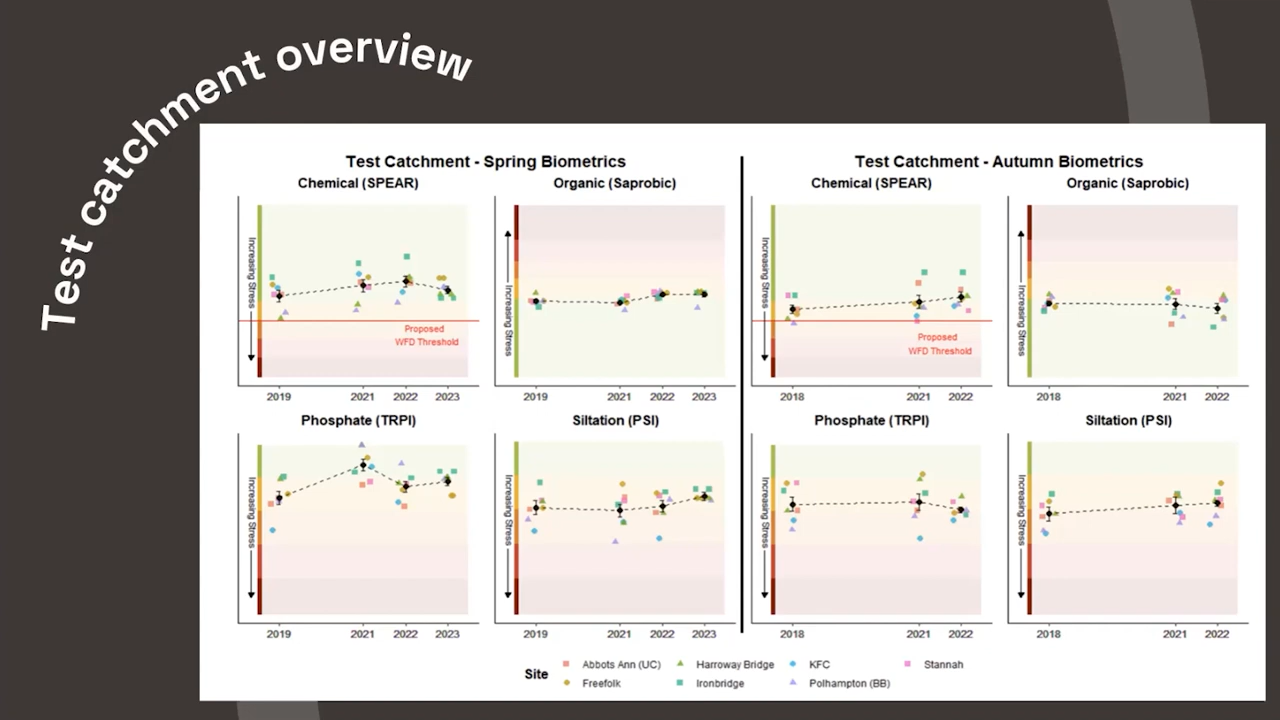 Test catchment overview
Test Catchment - Spring Biometrics
Chemical (SPEAR)
Organic (Saprobic)
Increasing Stress
Proposed
WFD Threshold
2019 2021 2022 2023
Increasing Stress
2019 2021 2022 2023
Phosphate (TRPI)
Siltation (PSI)
Increasing Stress
2019 2021 2022 2023
Increasing Stress
2019 2021 2022 2023
Test Catchment - Autumn Biometrics
Chemical (SPEAR)
Organic (Saprobic)
Increasing Stress
Proposed
WFD Threshold
2018 2021 2022
Increasing Stress
2018 2021 2022
Phosphate (TRPI)
Siltation (PSI)
Increasing Stress
2018 2021 2022
Increasing Stress
2018 2021 2022
Site
Abbots Ann (UC) Harroway Bridge KFC Stannah
Freefolk Ironbridge Polhampton (BB)